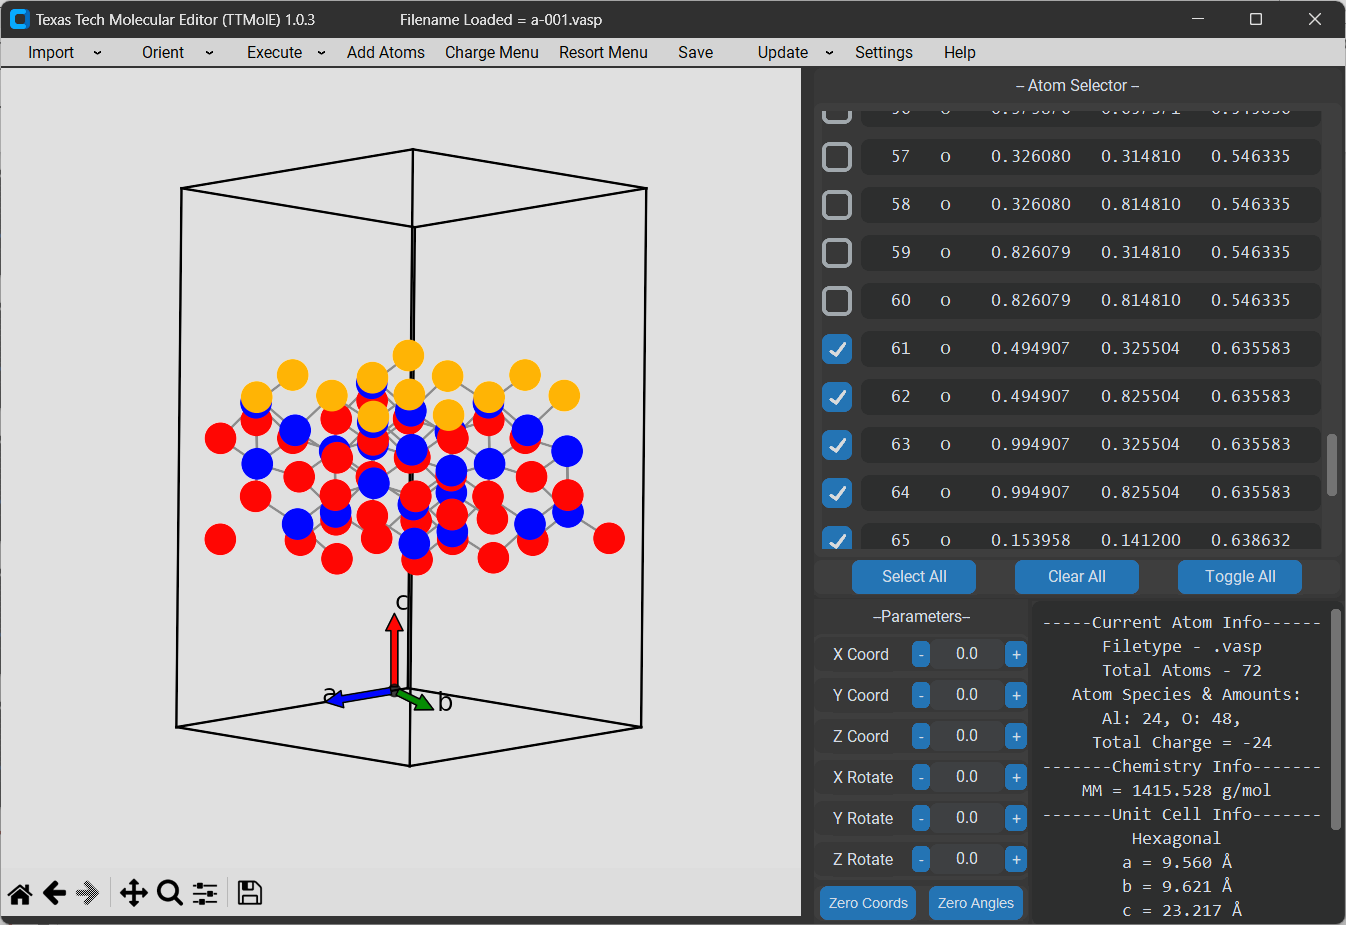 Texas Tech Molecular Editor (TTMolE) 1.0.3 Filename Loaded = a-001.vasp
Import Orient Execute Add Atoms Charge Menu Resort Menu Save Update Settings Help
-- Atom Selector --
57 O 0.326080 0.314810 0.546335
58 O 0.326080 0.814810 0.546335
59 O 0.826079 0.314810 0.546335
60 O 0.826079 0.814810 0.546335
61 O 0.494907 0.325504 0.635583
62 O 0.494907 0.825504 0.635583
63 O 0.994907 0.325504 0.635583
64 O 0.994907 0.825504 0.635583
65 O 0.153958 0.141200 0.638632
Select All Clear All Toggle All
c
a
b
--Parameters--
X Coord - 0.0 +
Y Coord - 0.0 +
Z Coord - 0.0 +
X Rotate - 0.0 +
Y Rotate - 0.0 +
Z Rotate - 0.0 +
Zero Coords Zero Angles
-----Current Atom Info------
Filetype - .vasp
Total Atoms - 72
Atom Species & Amounts:
Al: 24, O: 48,
Total Charge = -24
-------Chemistry Info-------
MM = 1415.528 g/mol
-------Unit Cell Info-------
Hexagonal
a = 9.560 Å
b = 9.621 Å
c = 23.217 Å